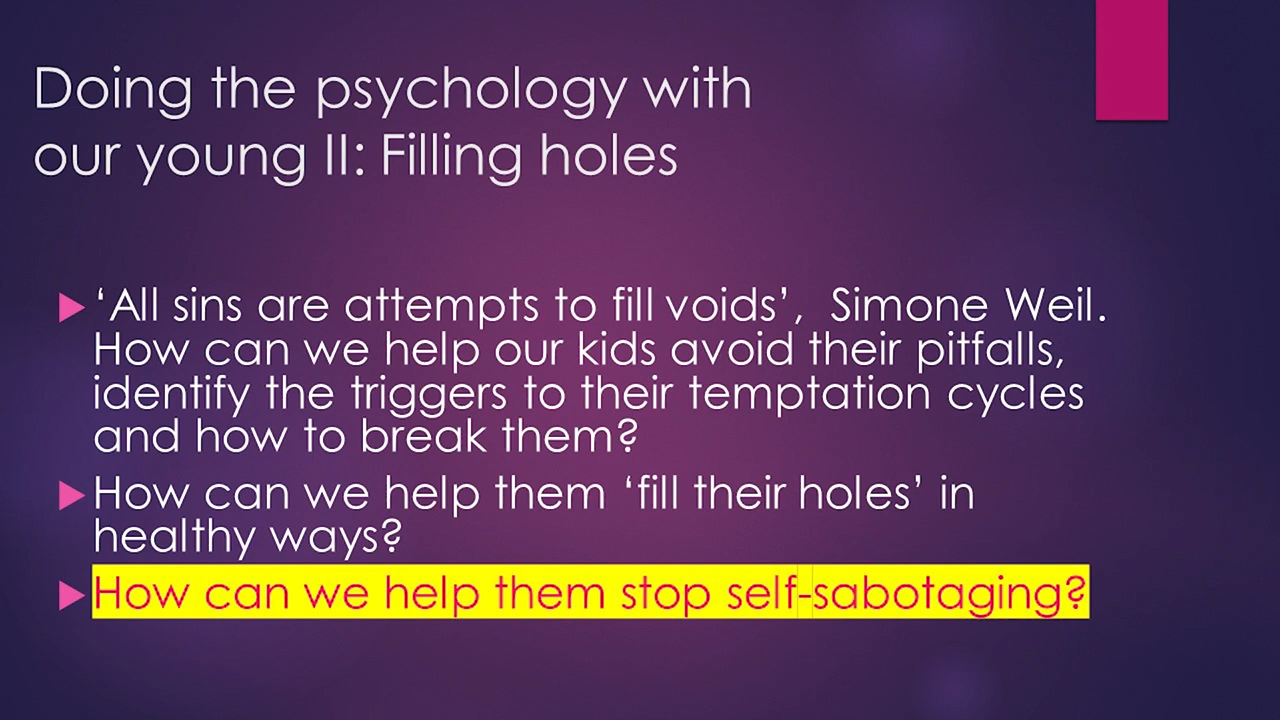 Doing the psychology with
our young II: Filling holes
‘All sins are attempts to fill voids’,  Simone Weil.
How can we help our kids avoid their pitfalls,
identify the triggers to their temptation cycles
and how to break them?
How can we help them ‘fill their holes’ in
healthy ways?
How can we help them stop self-sabotaging?